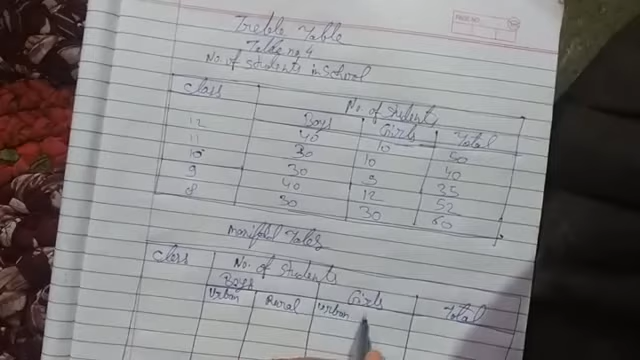 Treble Table
Table no 4
No. of students in School
Class No. of Students
Boys Girls Total
12 40 10 50
11 30 10 40
10 30 35
9 40 12 52
8 30 30 60
Manifold Tables
Class No. of Students
Boys Girls Total
Urban Rural Urban